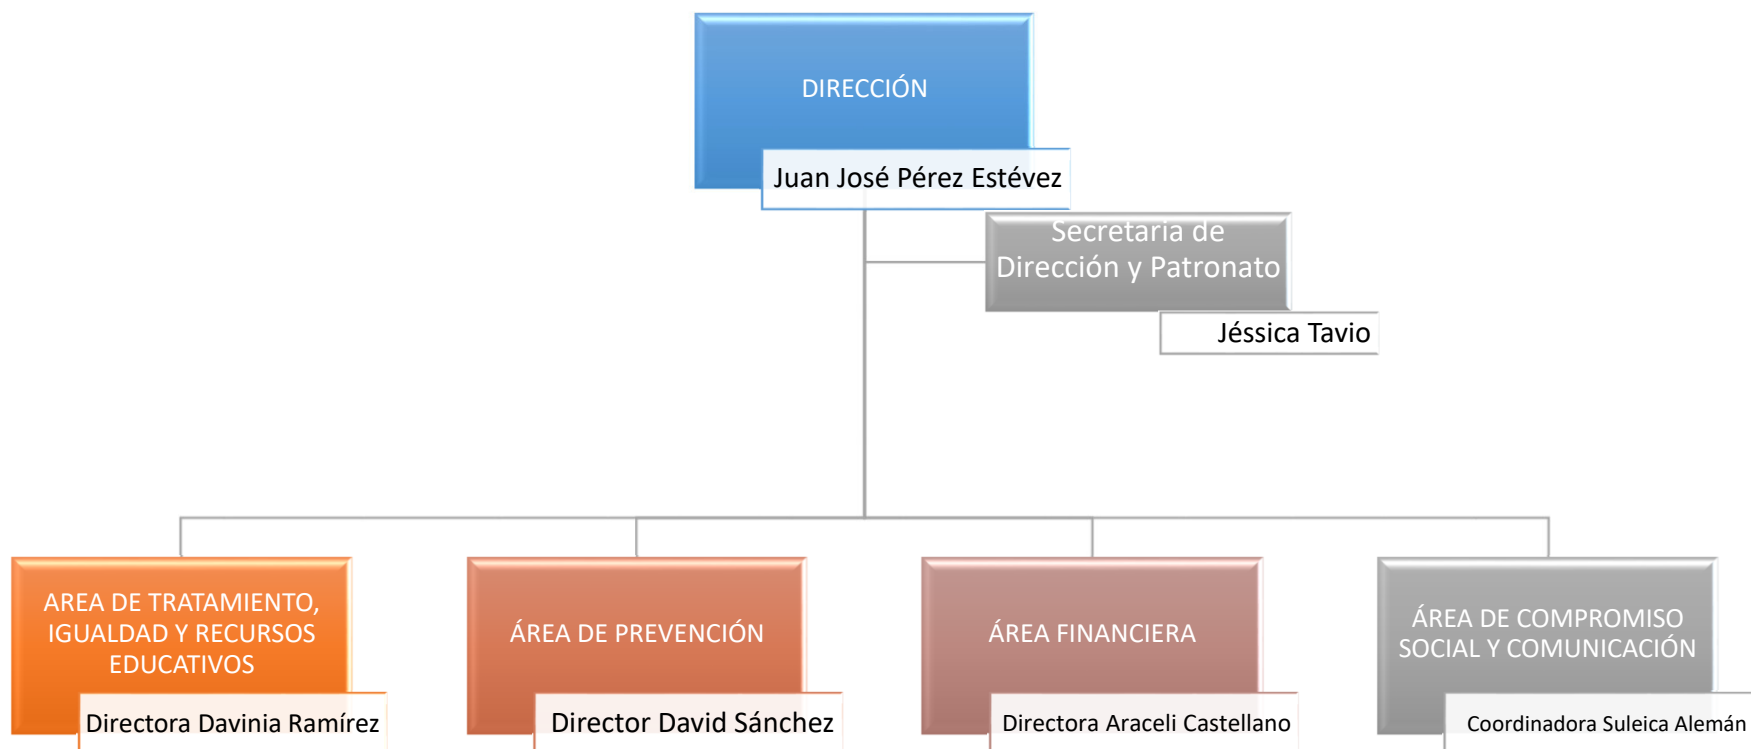 DIRECCIÓN
Juan José Pérez Estévez
Secretaria de
Dirección y Patronato
Jéssica Tavio
AREA DE TRATAMIENTO,
IGUALDAD Y RECURSOS
EDUCATIVOS
Directora Davinia Ramírez
ÁREA DE PREVENCIÓN
Director David Sánchez
ÁREA FINANCIERA
Directora Araceli Castellano
ÁREA DE COMPROMISO
SOCIAL Y COMUNICACIÓN
Coordinadora Suleica Alemán